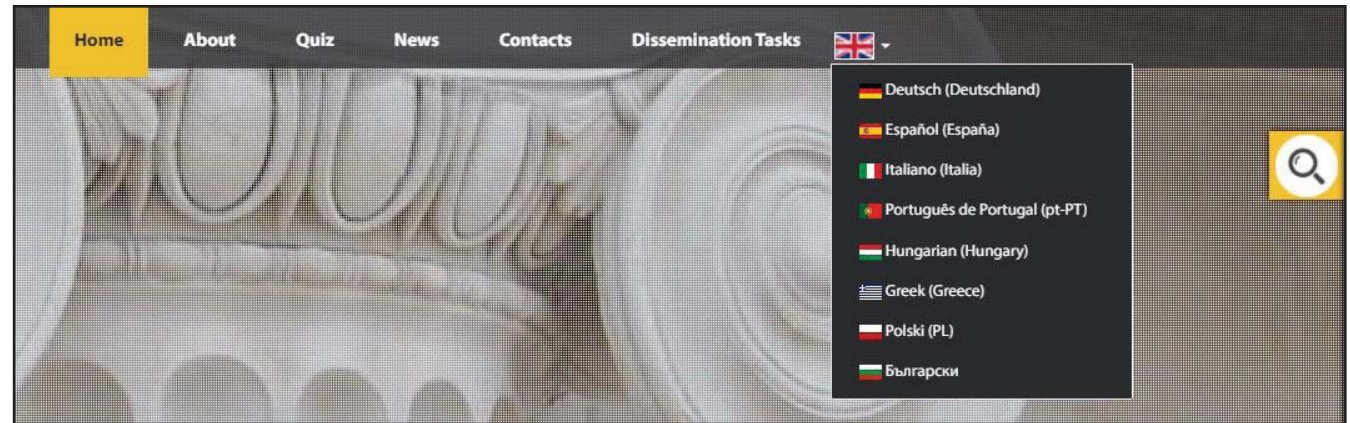 Home About Quiz News Contacts Dissemination Tasks
Deutsch (Deutschland)
Español (España)
Italiano (Italia)
Português de Portugal (pt-PT)
Hungarian (Hungary)
Greek (Greece)
Polski (PL)
Български